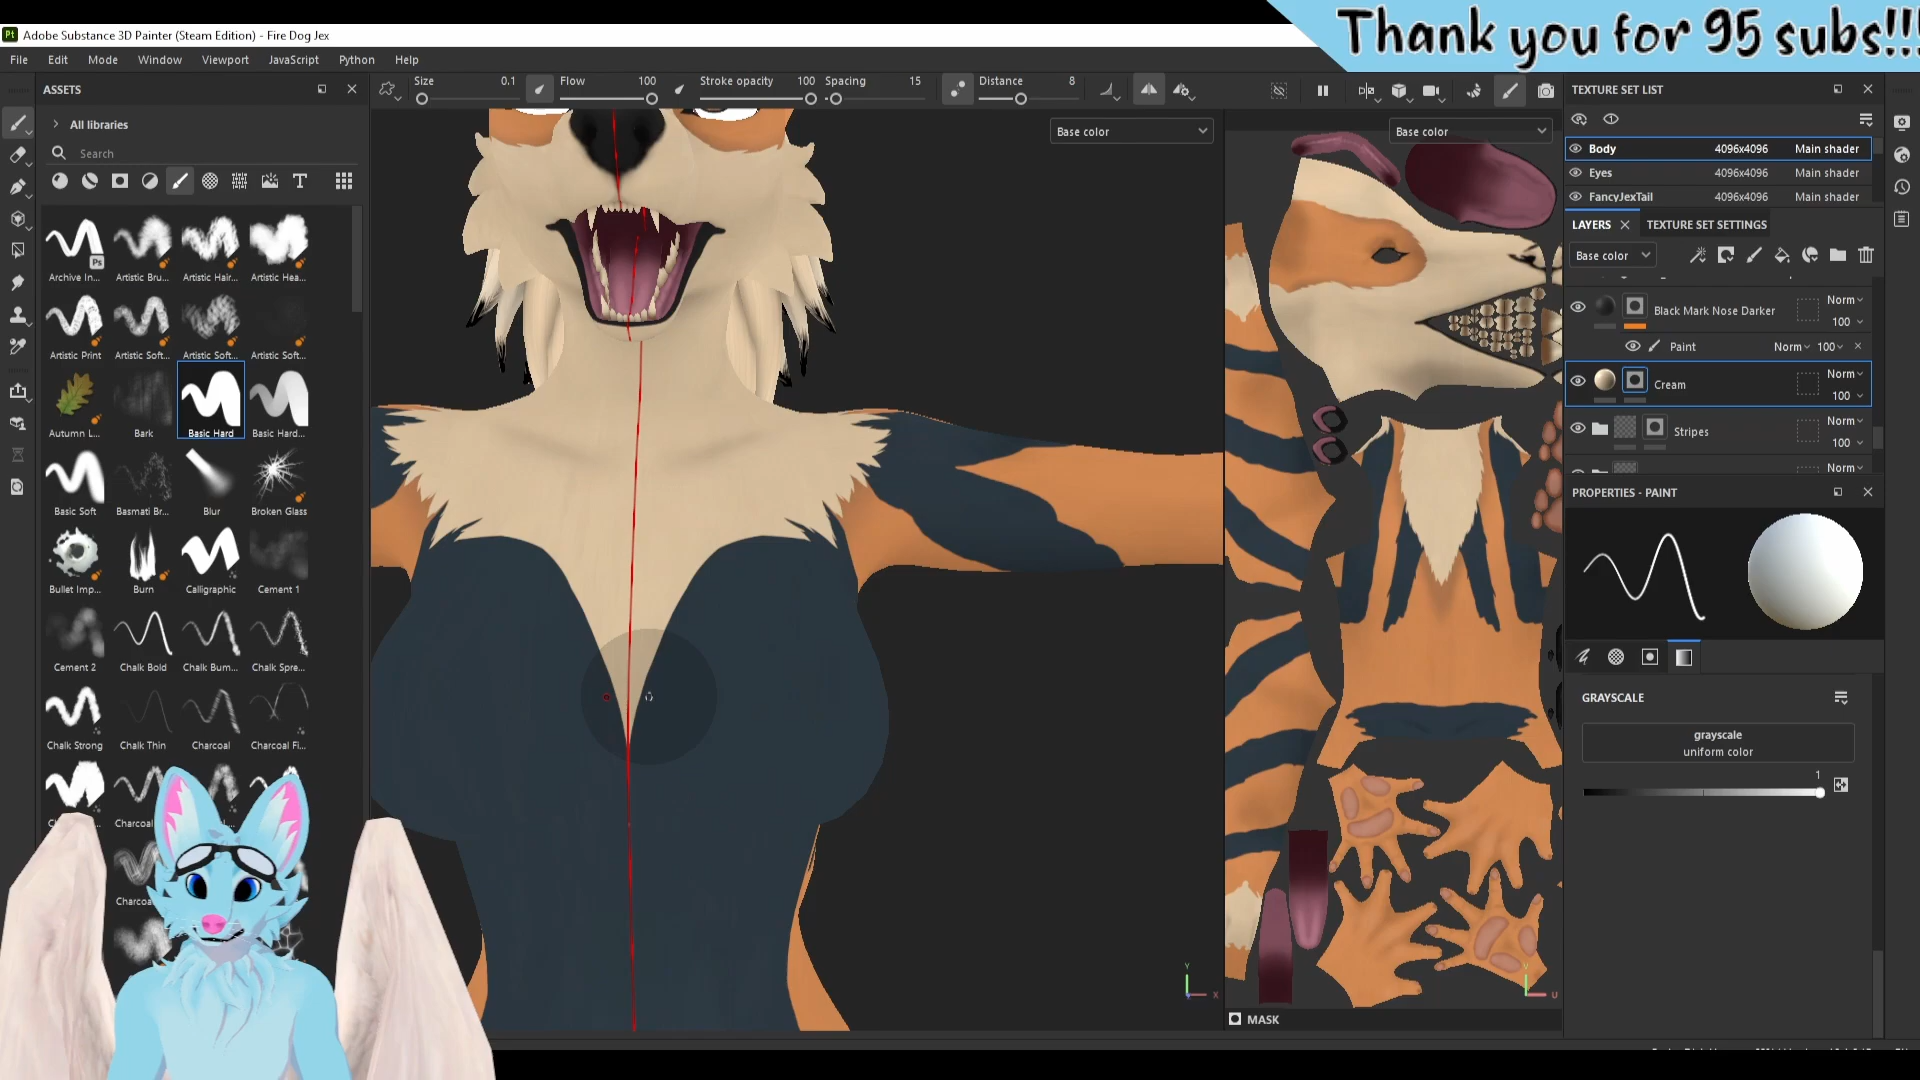 Thank you for 95 subs!!!
Adobe Substance 3D Painter (Steam Edition) - Fire Dog Jex
File Edit Mode Window Viewport JavaScript Python Help
ASSETS
Size 0.1 Flow 100 Stroke opacity 100 Spacing 15 Distance 8
TEXTURE SET LIST
All libraries
Search
Base color
Base color
Body 4096x4096 Main shader
Eyes 4096x4096 Main shader
FancyJexTail 4096x4096 Main shader
LAYERS TEXTURE SET SETTINGS
Base color
Archive In... Artistic Bru... Artistic Hair... Artistic Hea...
Ps
Artistic Print Artistic Soft... Artistic Soft... Artistic Soft...
Autumn L... Bark Basic Hard Basic Hard...
Basic Soft Basmati Br... Blur Broken Glass
Bullet Imp... Burn Calligraphic Cement 1
Cement 2 Chalk Bold Chalk Bum... Chalk Spre...
Chalk Strong Chalk Thin Charcoal Charcoal Fi...
Charcoal
Charcoa
Black Mark Nose Darker Norm 100
Paint Norm 100
Cream Norm 100
Stripes Norm 100
Norm
PROPERTIES - PAINT
GRAYSCALE
grayscale
uniform color
1
Y
X
U
MASK